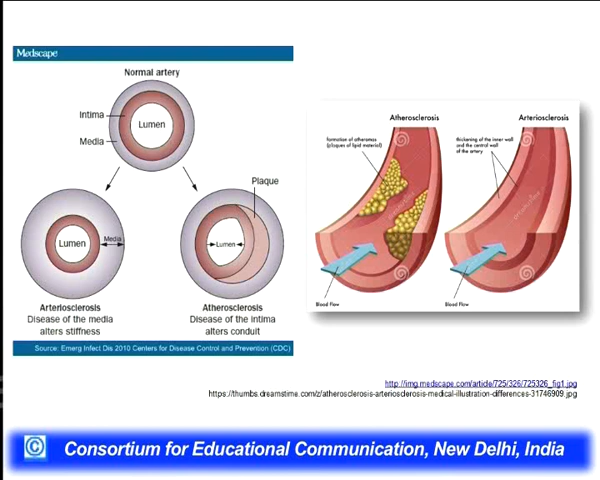 Medscape
Normal artery
Intima
Lumen
Media
Plaque
Lumen
Media
Lumen
Arteriosclerosis
Disease of the media
alters stiffness
Atherosclerosis
Disease of the intima
alters conduit
Source: Emerg Infect Dis 2010 Centers for Disease Control and Prevention (CDC)
Atherosclerosis
formation of atheromas
(plaques of lipid material)
Blood Flow
Arteriosclerosis
thickening of the inner wall
and the central wall
of the artery
Blood Flow
http://img.medscape.com/article/725/326/725326_fig1.jpg
https://thumbs.dreamstime.com/z/atherosclerosis-arteriosclerosis-medical-illustration-differences-31746909.jpg
© Consortium for Educational Communication, New Delhi, India